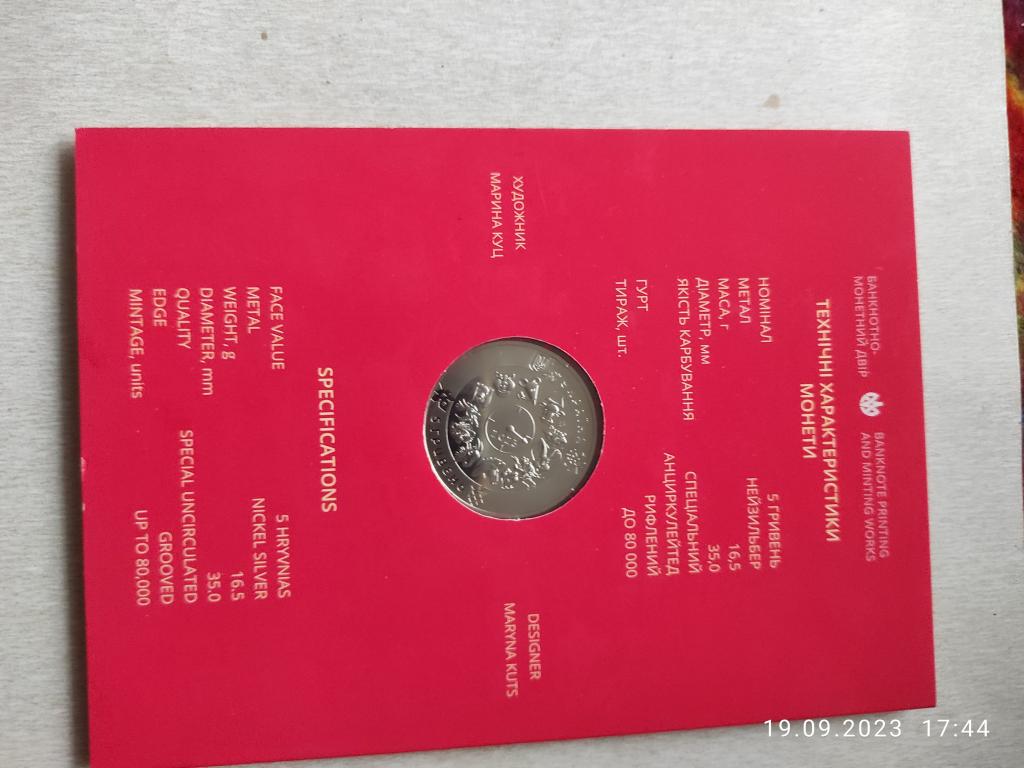 БАНКНОТНО-
МОНЕТНИЙ ДВІР
BANKNOTE PRINTING
AND MINTING WORKS
ТЕХНІЧНІ ХАРАКТЕРИСТИКИ
МОНЕТИ
НОМІНАЛ 5 ГРИВЕНЬ
МЕТАЛ НЕЙЗИЛЬБЕР
МАСА, г 16,5
ДІАМЕТР, мм 35,0
ЯКІСТЬ КАРБУВАННЯ СПЕЦІАЛЬНИЙ
АНЦИРКУЛЕЙТЕД
ГУРТ РИФЛЕНИЙ
ТИРАЖ, шт. ДО 80 000
ХУДОЖНИК
МАРИНА КУЦ
DESIGNER
MARYNA KUTS
SPECIFICATIONS
FACE VALUE 5 HRYVNIAS
METAL NICKEL SILVER
WEIGHT, g 16.5
DIAMETER, mm 35.0
QUALITY SPECIAL UNCIRCULATED
EDGE GROOVED
MINTAGE, units UP TO 80,000
19.09.2023 17:44